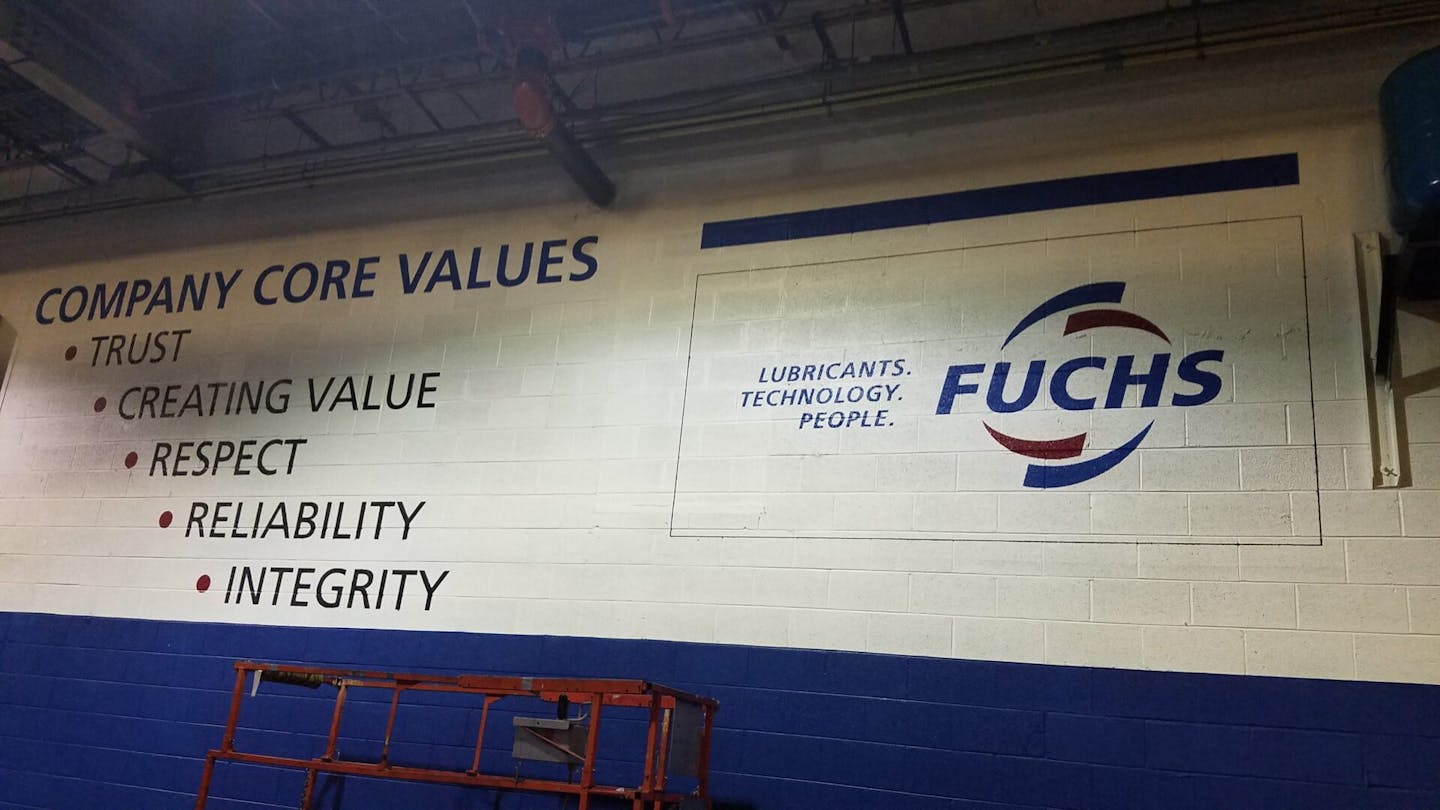 COMPANY CORE VALUES
• TRUST
• CREATING VALUE
• RESPECT
• RELIABILITY
• INTEGRITY
LUBRICANTS.
TECHNOLOGY.
PEOPLE.
FUCHS